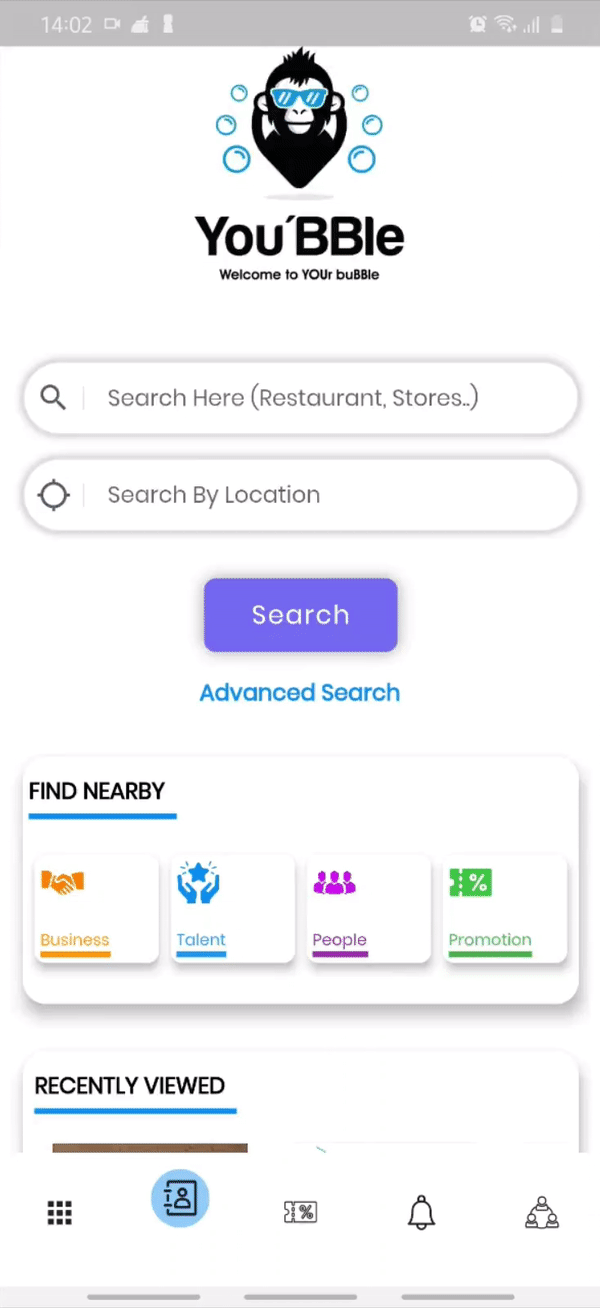 14:02
You´BBle
Welcome to YOUr buBBle
Search Here (Restaurant, Stores..)
Search By Location
Search
Advanced Search
FIND NEARBY
Business
Talent
People
Promotion
RECENTLY VIEWED